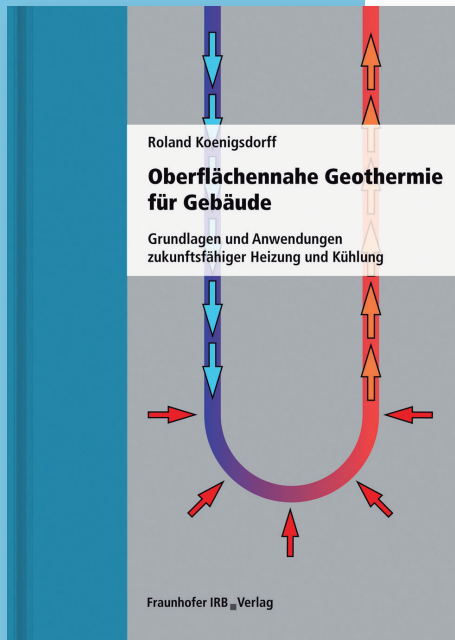 Roland Koenigsdorff
Oberflächennahe Geothermie
für Gebäude
Grundlagen und Anwendungen
zukunftsfähiger Heizung und Kühlung
Fraunhofer IRB Verlag